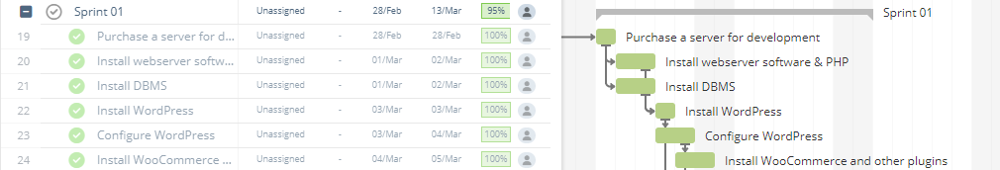 Sprint 01 Unassigned - 28/Feb 13/Mar 95% Sprint 01
19 Purchase a server for d... Unassigned - 28/Feb 28/Feb 100% Purchase a server for development
20 Install webserver softw... Unassigned - 01/Mar 02/Mar 100% Install webserver software & PHP
21 Install DBMS Unassigned - 01/Mar 02/Mar 100% Install DBMS
22 Install WordPress Unassigned - 03/Mar 03/Mar 100% Install WordPress
23 Configure WordPress Unassigned - 03/Mar 04/Mar 100% Configure WordPress
24 Install WooCommerce ... Unassigned - 04/Mar 05/Mar 100% Install WooCommerce and other plugins